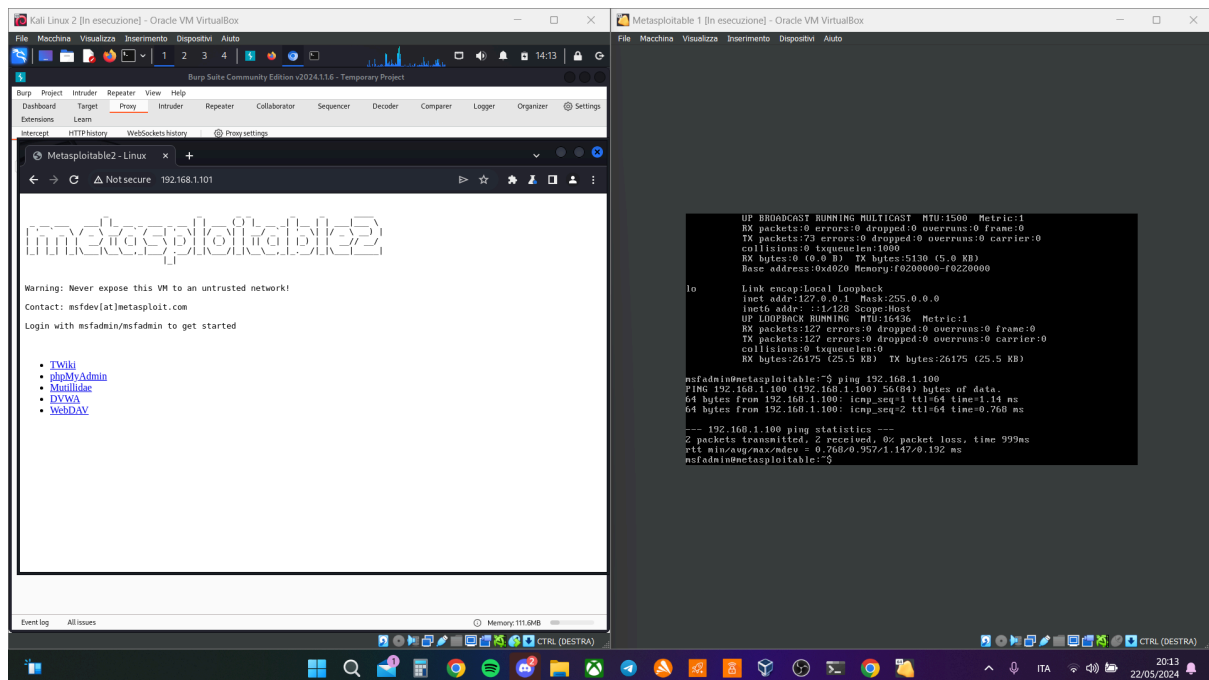 Kali Linux 2 [In esecuzione] - Oracle VM VirtualBox
File Macchina Visualizza Inserimento Dispositivi Aiuto
1 2 3 4 14:13
Burp Suite Community Edition v2024.1.1.6 - Temporary Project
Burp Project Intruder Repeater View Help
Dashboard Target Proxy Intruder Repeater Collaborator Sequencer Decoder Comparer Logger Organizer Settings
Extensions Learn
Intercept HTTP history WebSockets history Proxy settings
Metasploitable2 - Linux
Not secure 192.168.1.101
metasploitable2
Warning: Never expose this VM to an untrusted network!
Contact: msfdev[at]metasploit.com
Login with msfadmin/msfadmin to get started
TWiki
phpMyAdmin
Mutillidae
DVWA
WebDAV
Event log All issues Memory: 111.6MB
CTRL (DESTRA)
Metasploitable 1 [In esecuzione] - Oracle VM VirtualBox
File Macchina Visualizza Inserimento Dispositivi Aiuto
UP BROADCAST RUNNING MULTICAST MTU:1500 Metric:1
RX packets:0 errors:0 dropped:0 overruns:0 frame:0
TX packets:73 errors:0 dropped:0 overruns:0 carrier:0
collisions:0 txqueuelen:1000
RX bytes:0 (0.0 B) TX bytes:5130 (5.0 KB)
Base address:0xd020 Memory:f0200000-f0220000
lo Link encap:Local Loopback
inet addr:127.0.0.1 Mask:255.0.0.0
inet6 addr: ::1/128 Scope:Host
UP LOOPBACK RUNNING MTU:16436 Metric:1
RX packets:127 errors:0 dropped:0 overruns:0 frame:0
TX packets:127 errors:0 dropped:0 overruns:0 carrier:0
collisions:0 txqueuelen:0
RX bytes:26175 (25.5 KB) TX bytes:26175 (25.5 KB)
msfadmin@metasploitable:~$ ping 192.168.1.100
PING 192.168.1.100 (192.168.1.100) 56(84) bytes of data.
64 bytes from 192.168.1.100: icmp_seq=1 ttl=64 time=1.14 ms
64 bytes from 192.168.1.100: icmp_seq=2 ttl=64 time=0.768 ms
--- 192.168.1.100 ping statistics ---
2 packets transmitted, 2 received, 0% packet loss, time 999ms
rtt min/avg/max/mdev = 0.768/0.957/1.147/0.192 ms
msfadmin@metasploitable:~$
CTRL (DESTRA)
ITA 20:13
22/05/2024